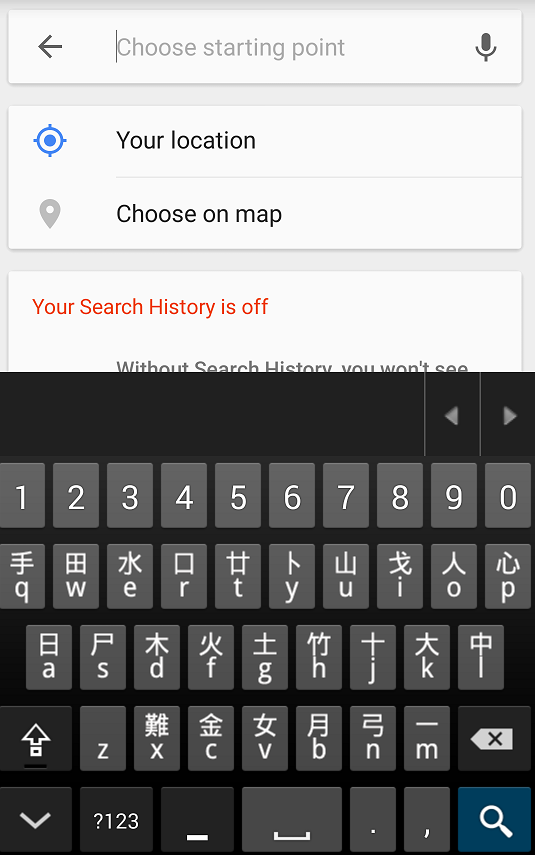 Choose starting point
Your location
Choose on map
Your Search History is off
Without Search History, you won't see
1 2 3 4 5 6 7 8 9 0
手 田 水 口 廿 卜 山 戈 人 心
q w e r t y u i o p
日 尸 木 火 土 竹 十 大 中
a s d f g h j k l
難 金 女 月 弓 一
z x c v b n m
?123 . ,